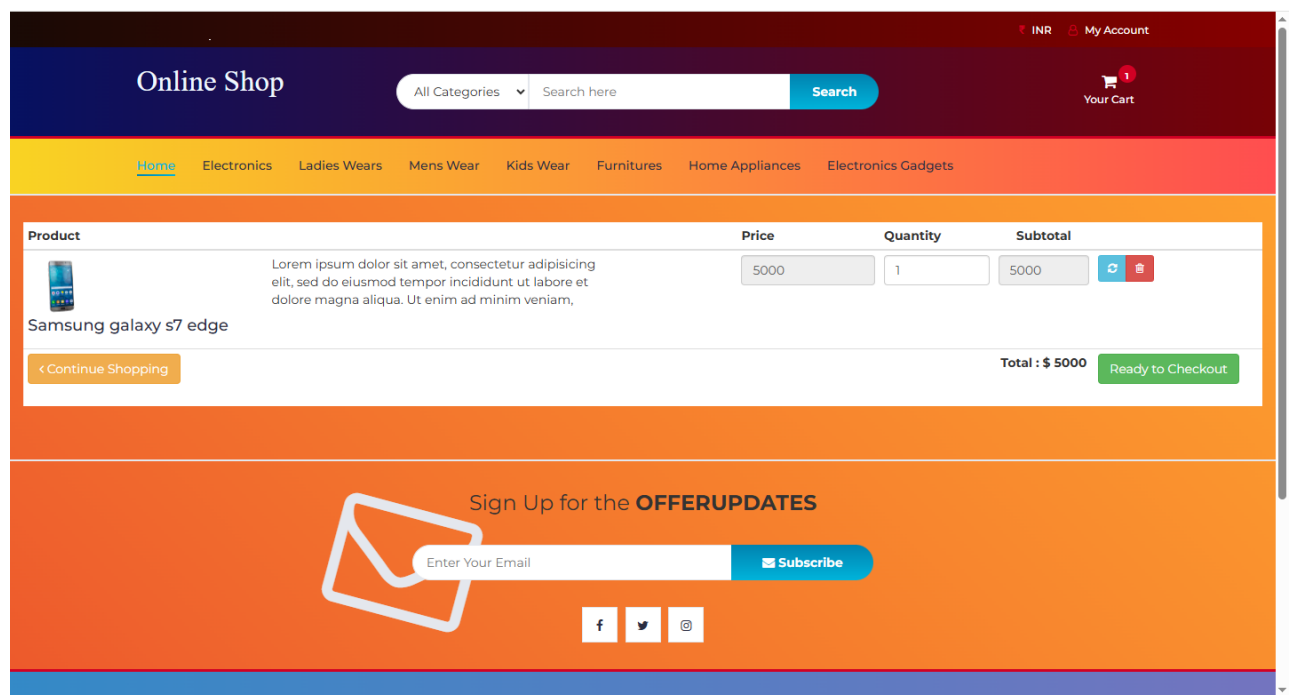 ₹ INR My Account
Online Shop
All Categories Search here Search
1
Your Cart
Home Electronics Ladies Wears Mens Wear Kids Wear Furnitures Home Appliances Electronics Gadgets
Product Price Quantity Subtotal
Lorem ipsum dolor sit amet, consectetur adipisicing
elit, sed do eiusmod tempor incididunt ut labore et
dolore magna aliqua. Ut enim ad minim veniam,
5000 1 5000
Samsung galaxy s7 edge
Continue Shopping Total : $ 5000 Ready to Checkout
Sign Up for the OFFERUPDATES
Enter Your Email Subscribe